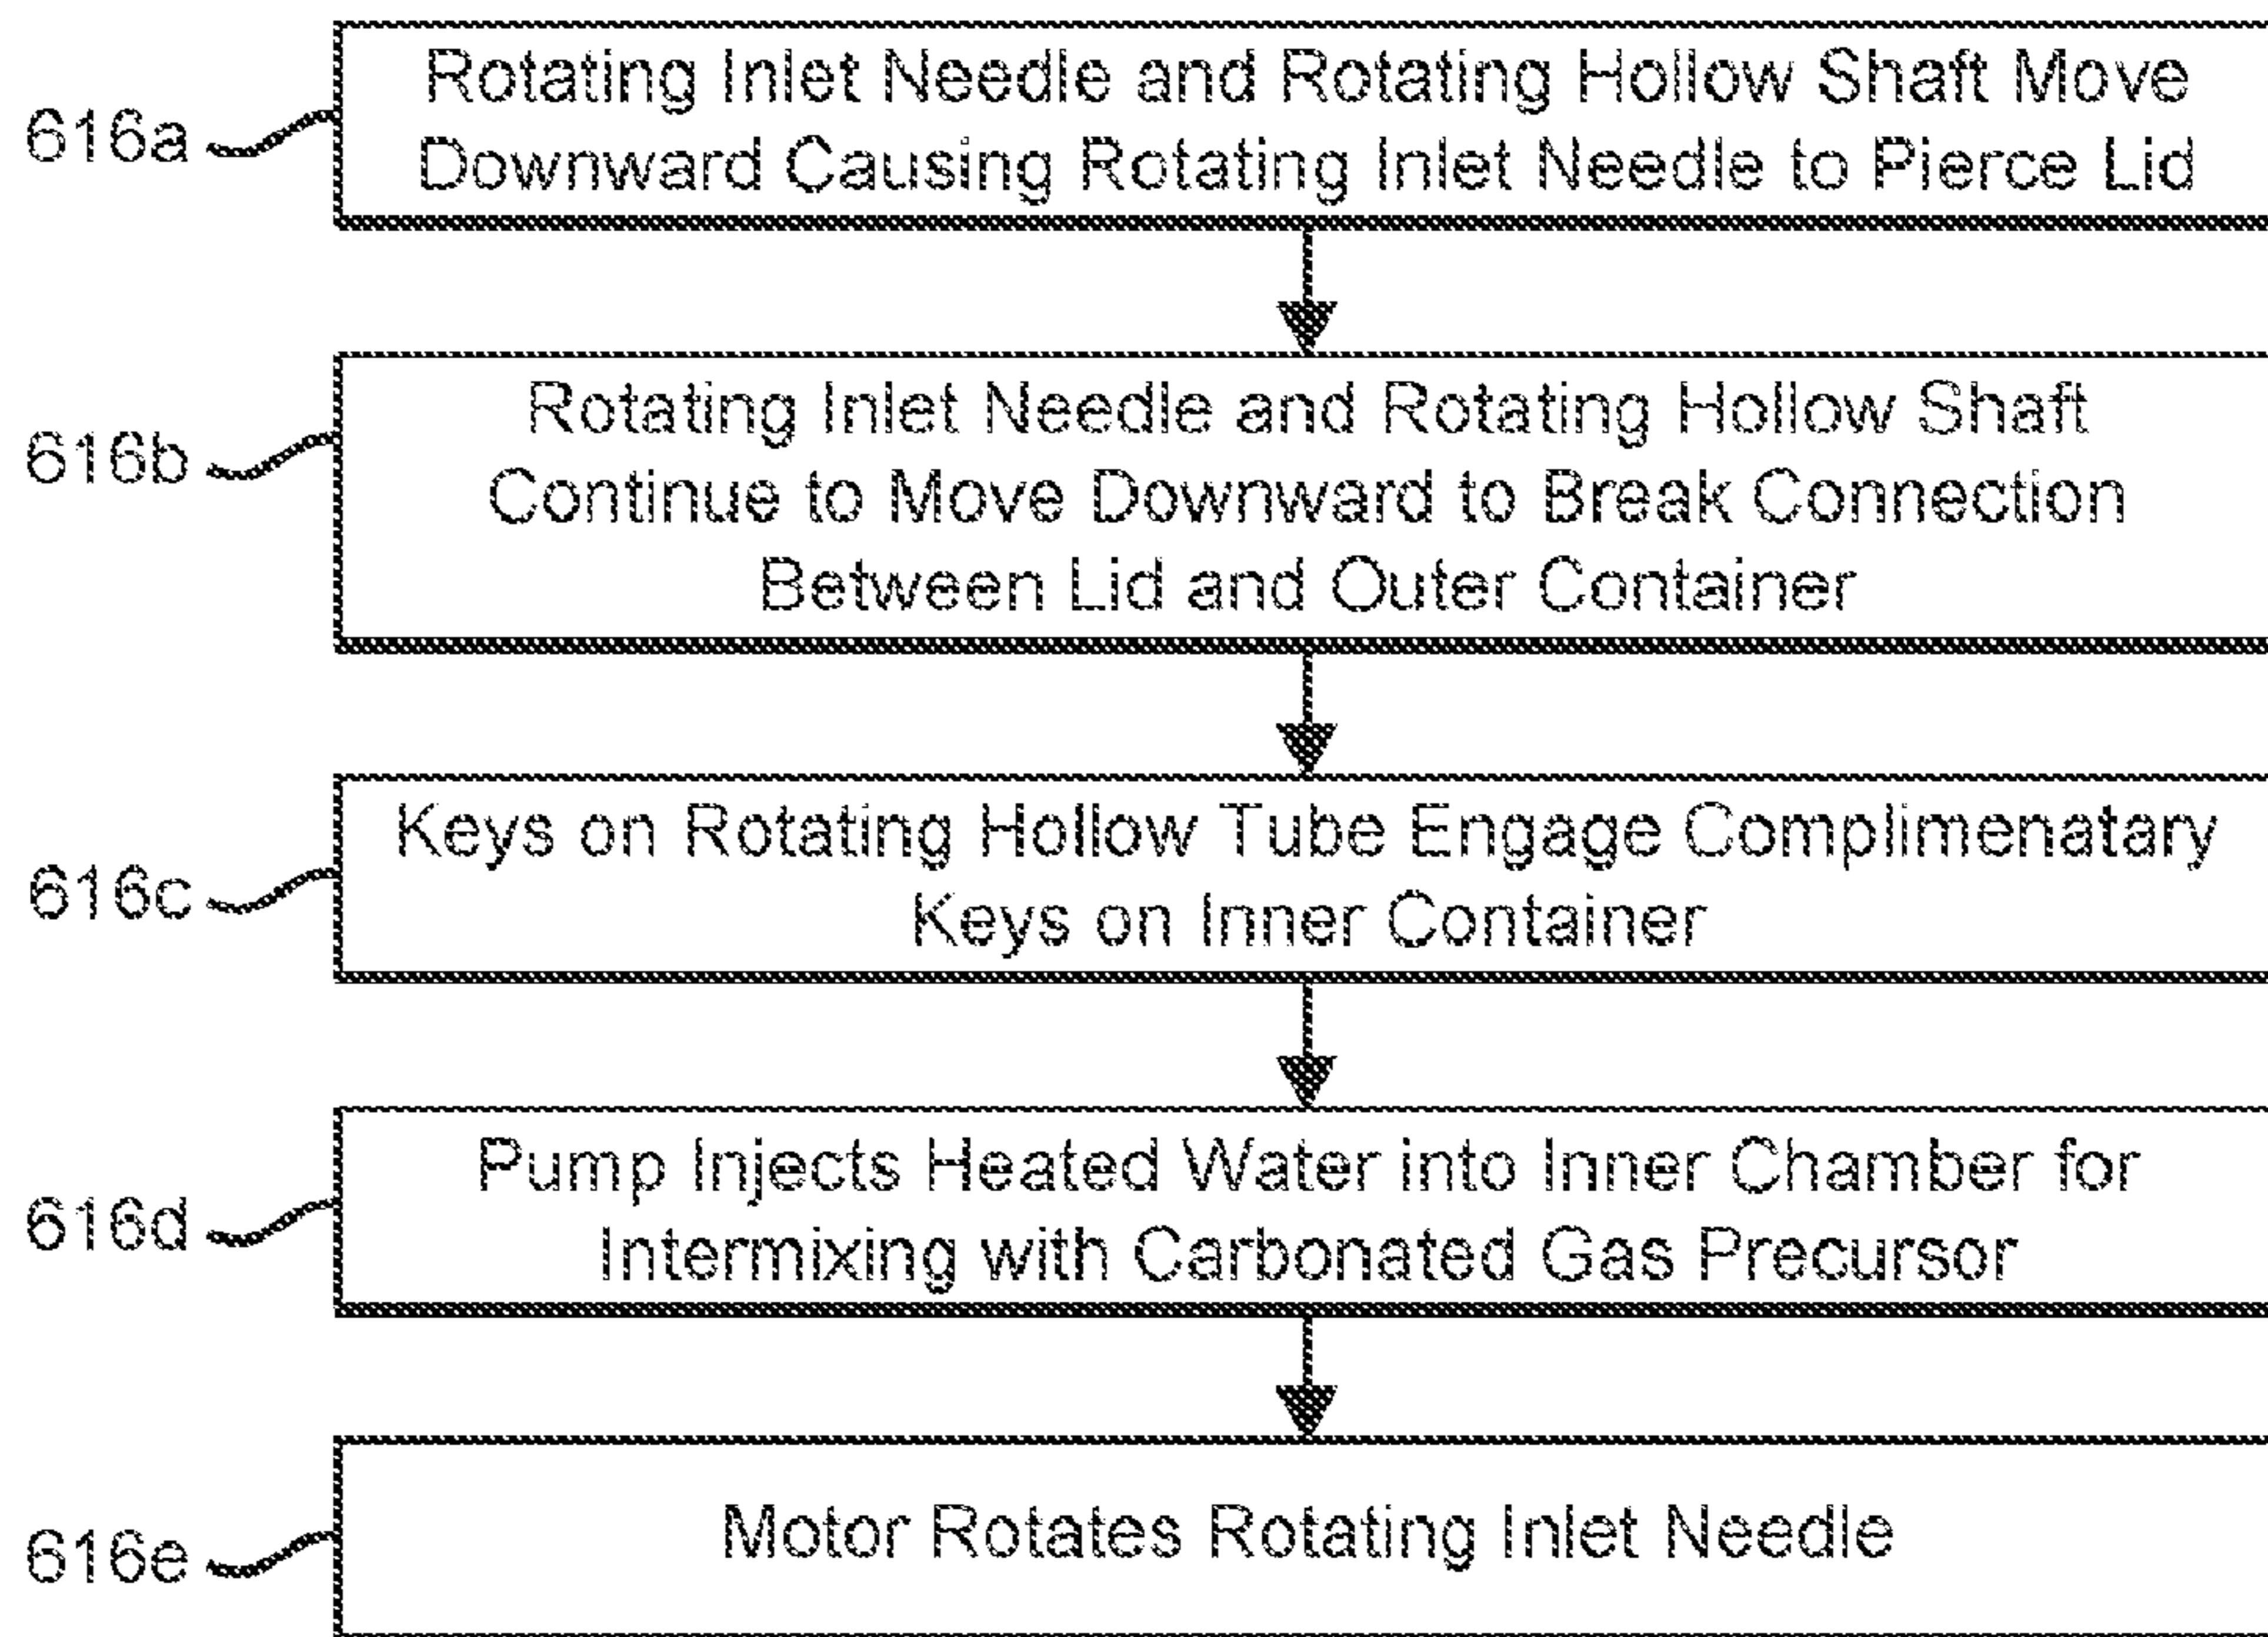 616a
Rotating Inlet Needle and Rotating Hollow Shaft Move
Downward Causing Rotating Inlet Needle to Pierce Lid
616b
Rotating Inlet Needle and Rotating Hollow Shaft
Continue to Move Downward to Break Connection
Between Lid and Outer Container
616c
Keys on Rotating Hollow Tube Engage Complimenatary
Keys on Inner Container
616d
Pump Injects Heated Water into Inner Chamber for
Intermixing with Carbonated Gas Precursor
616e
Motor Rotates Rotating Inlet Needle